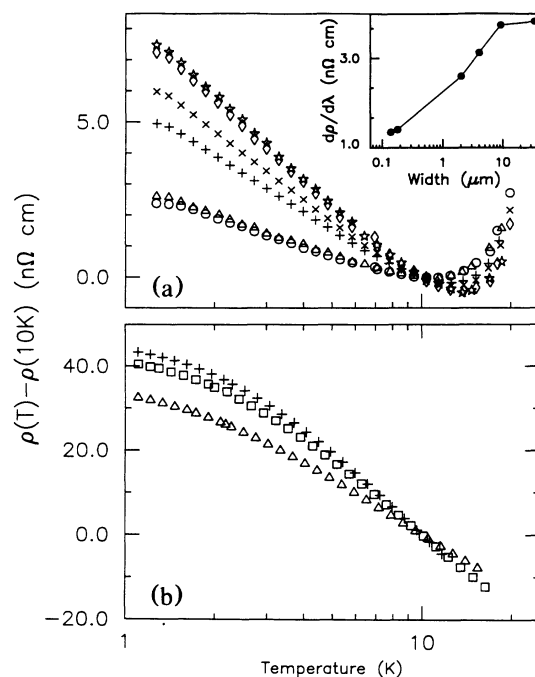 (a)
5.0
0.0
dρ/dλ (nΩ cm)
3.0
1.0
0.1 1 10
Width (μm)
ρ(T)−ρ(10K) (nΩ cm)
(b)
40.0
20.0
0.0
−20.0
1 10
Temperature (K)